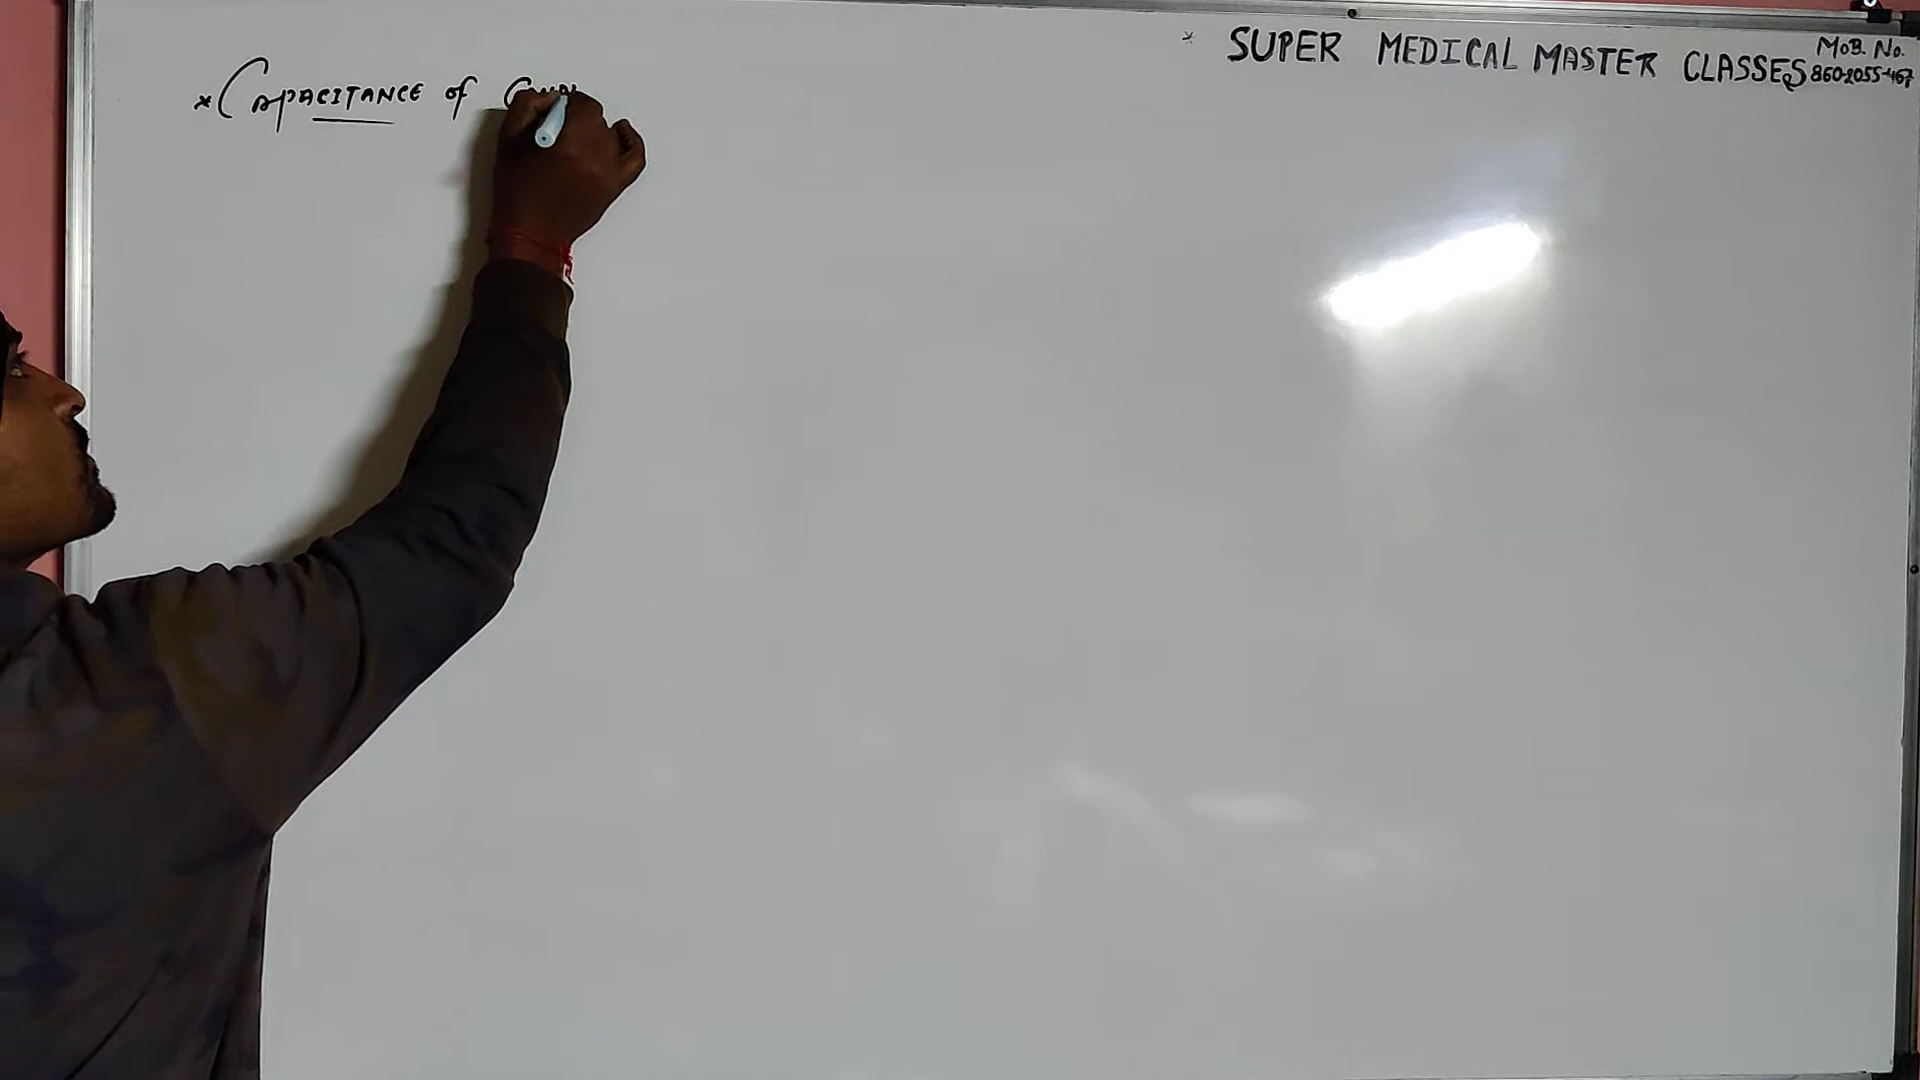 * CAPACITANCE of
* SUPER MEDICAL MASTER CLASSES
MOB. No.
860-2055-467